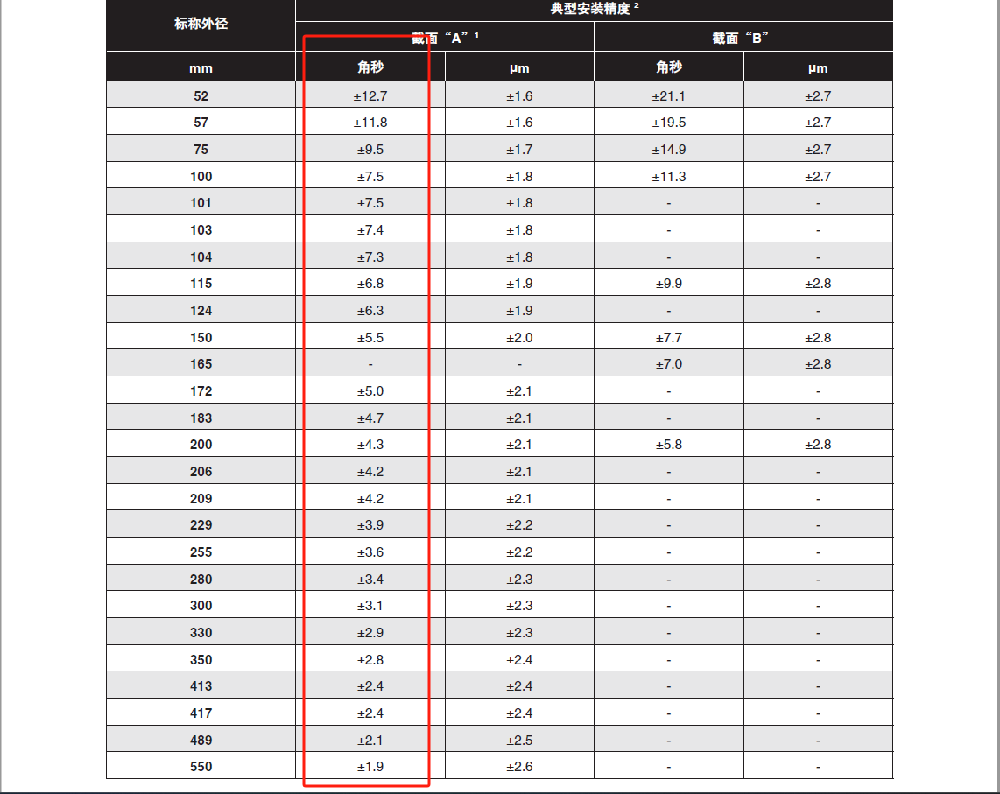 标称外径 典型安装精度 ²
截面“A” ¹ 截面“B”
mm 角秒 µm 角秒 µm
52 ±12.7 ±1.6 ±21.1 ±2.7
57 ±11.8 ±1.6 ±19.5 ±2.7
75 ±9.5 ±1.7 ±14.9 ±2.7
100 ±7.5 ±1.8 ±11.3 ±2.7
101 ±7.5 ±1.8 - -
103 ±7.4 ±1.8 - -
104 ±7.3 ±1.8 - -
115 ±6.8 ±1.9 ±9.9 ±2.8
124 ±6.3 ±1.9 - -
150 ±5.5 ±2.0 ±7.7 ±2.8
165 - - ±7.0 ±2.8
172 ±5.0 ±2.1 - -
183 ±4.7 ±2.1 - -
200 ±4.3 ±2.1 ±5.8 ±2.8
206 ±4.2 ±2.1 - -
209 ±4.2 ±2.1 - -
229 ±3.9 ±2.2 - -
255 ±3.6 ±2.2 - -
280 ±3.4 ±2.3 - -
300 ±3.1 ±2.3 - -
330 ±2.9 ±2.3 - -
350 ±2.8 ±2.4 - -
413 ±2.4 ±2.4 - -
417 ±2.4 ±2.4 - -
489 ±2.1 ±2.5 - -
550 ±1.9 ±2.6 - -